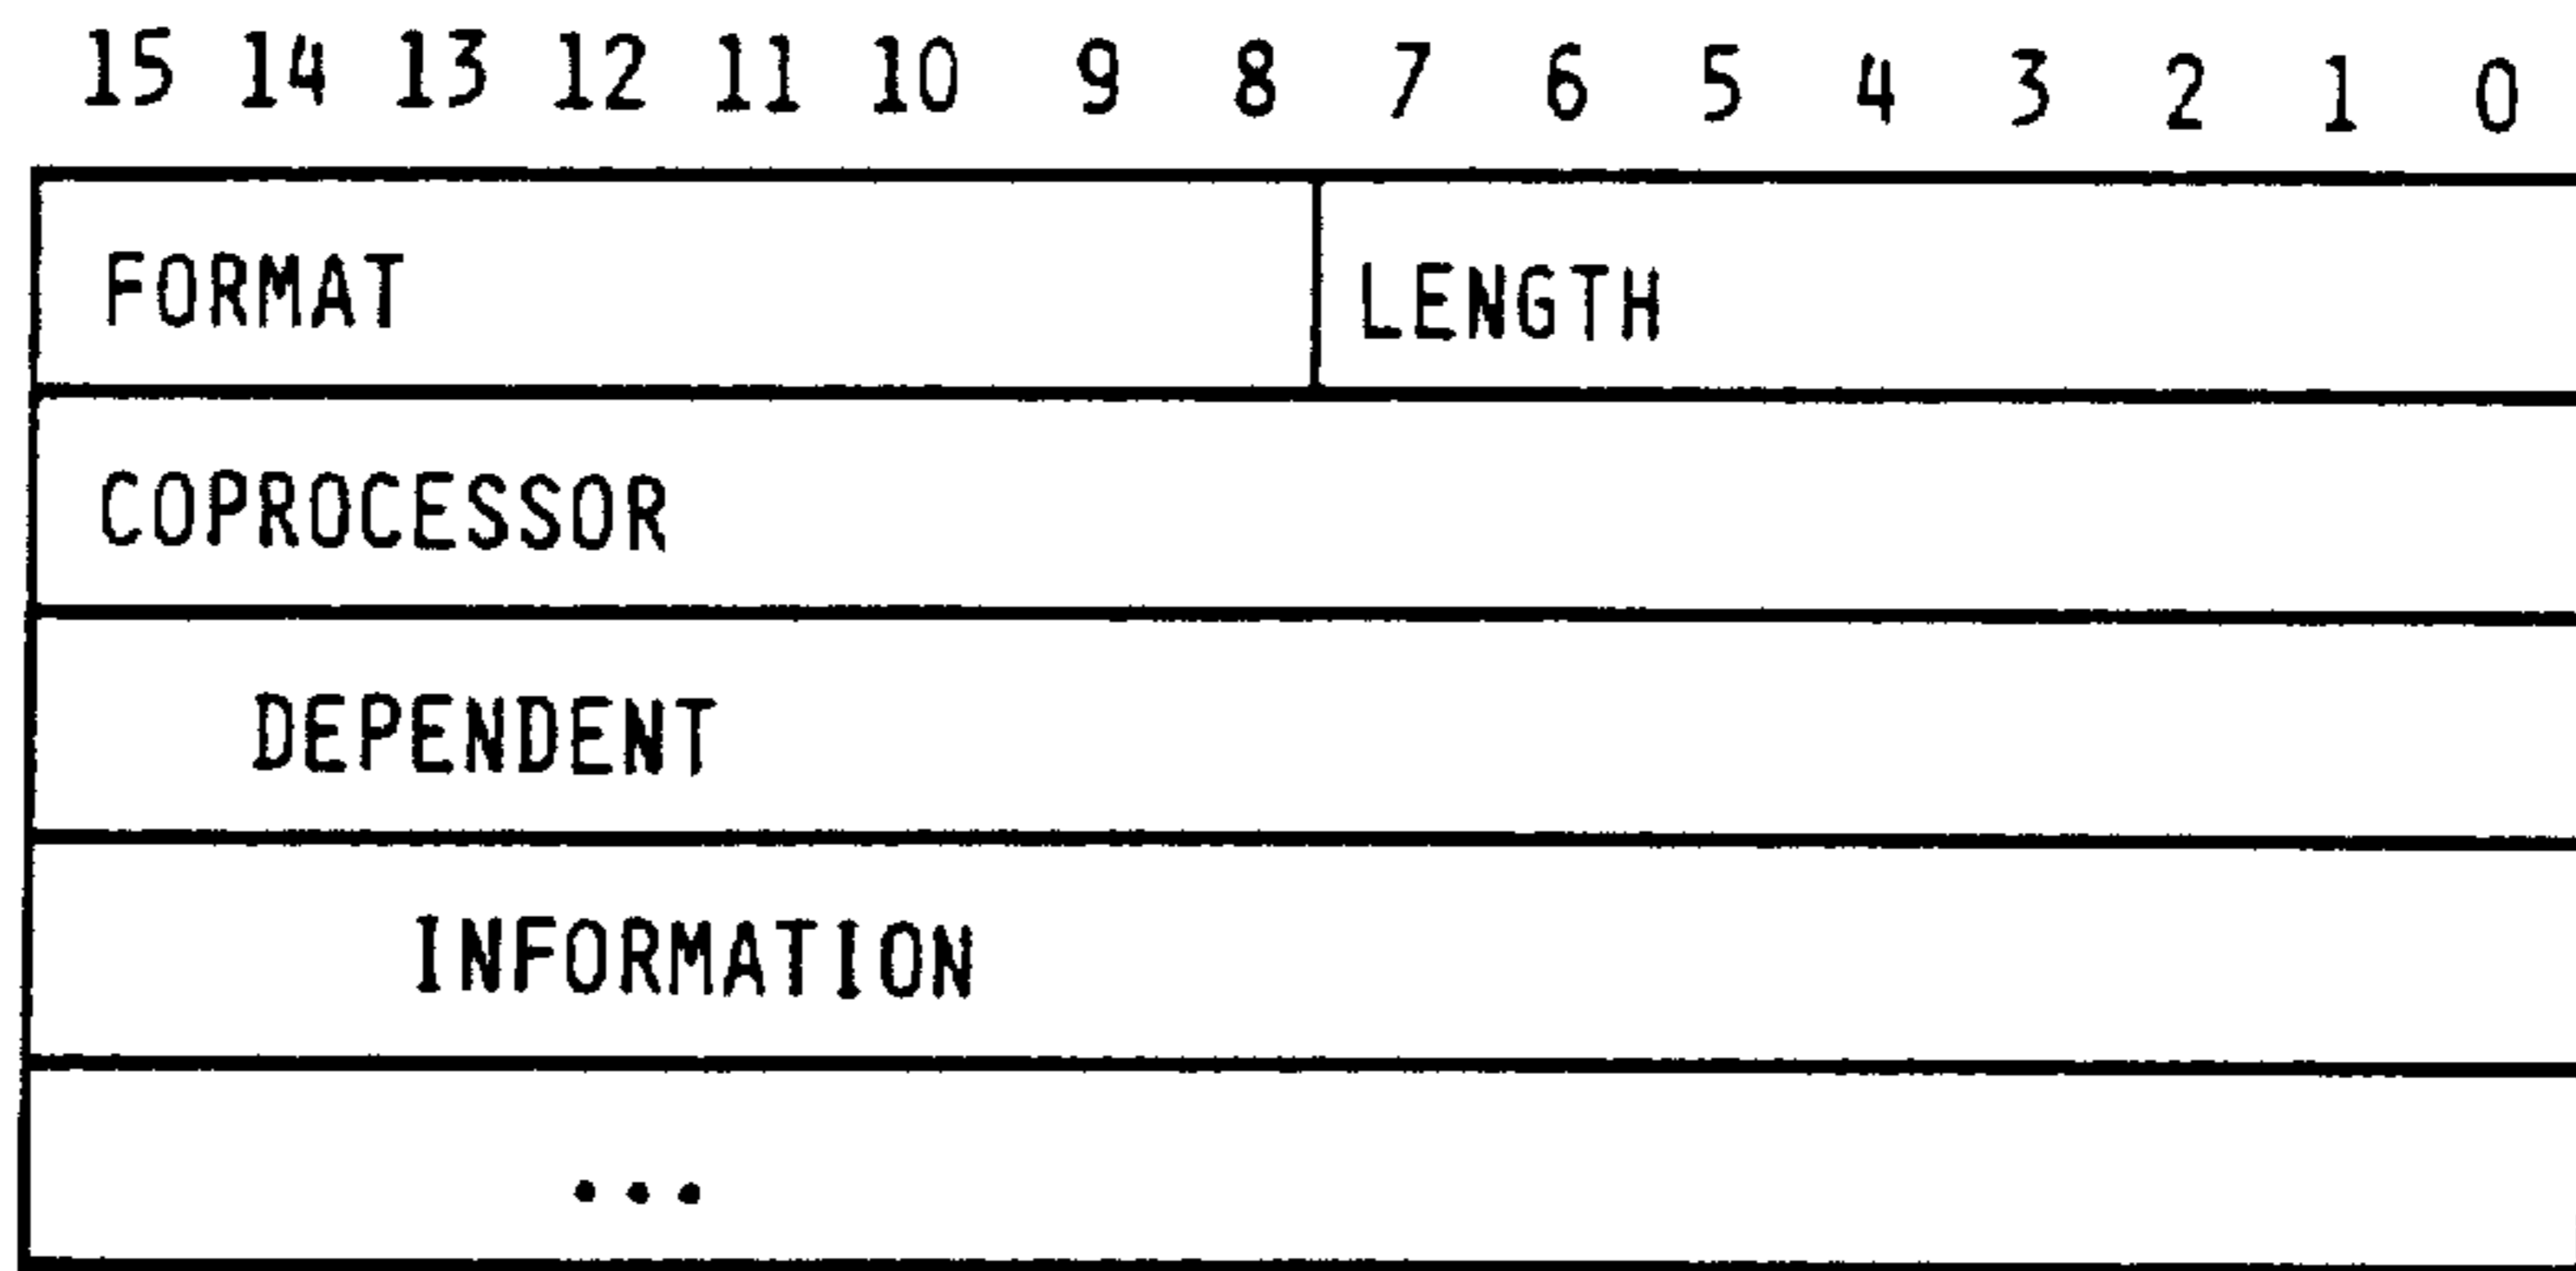 15 14 13 12 11 10 9 8 7 6 5 4 3 2 1 0
FORMAT LENGTH
COPROCESSOR
DEPENDENT
INFORMATION
...